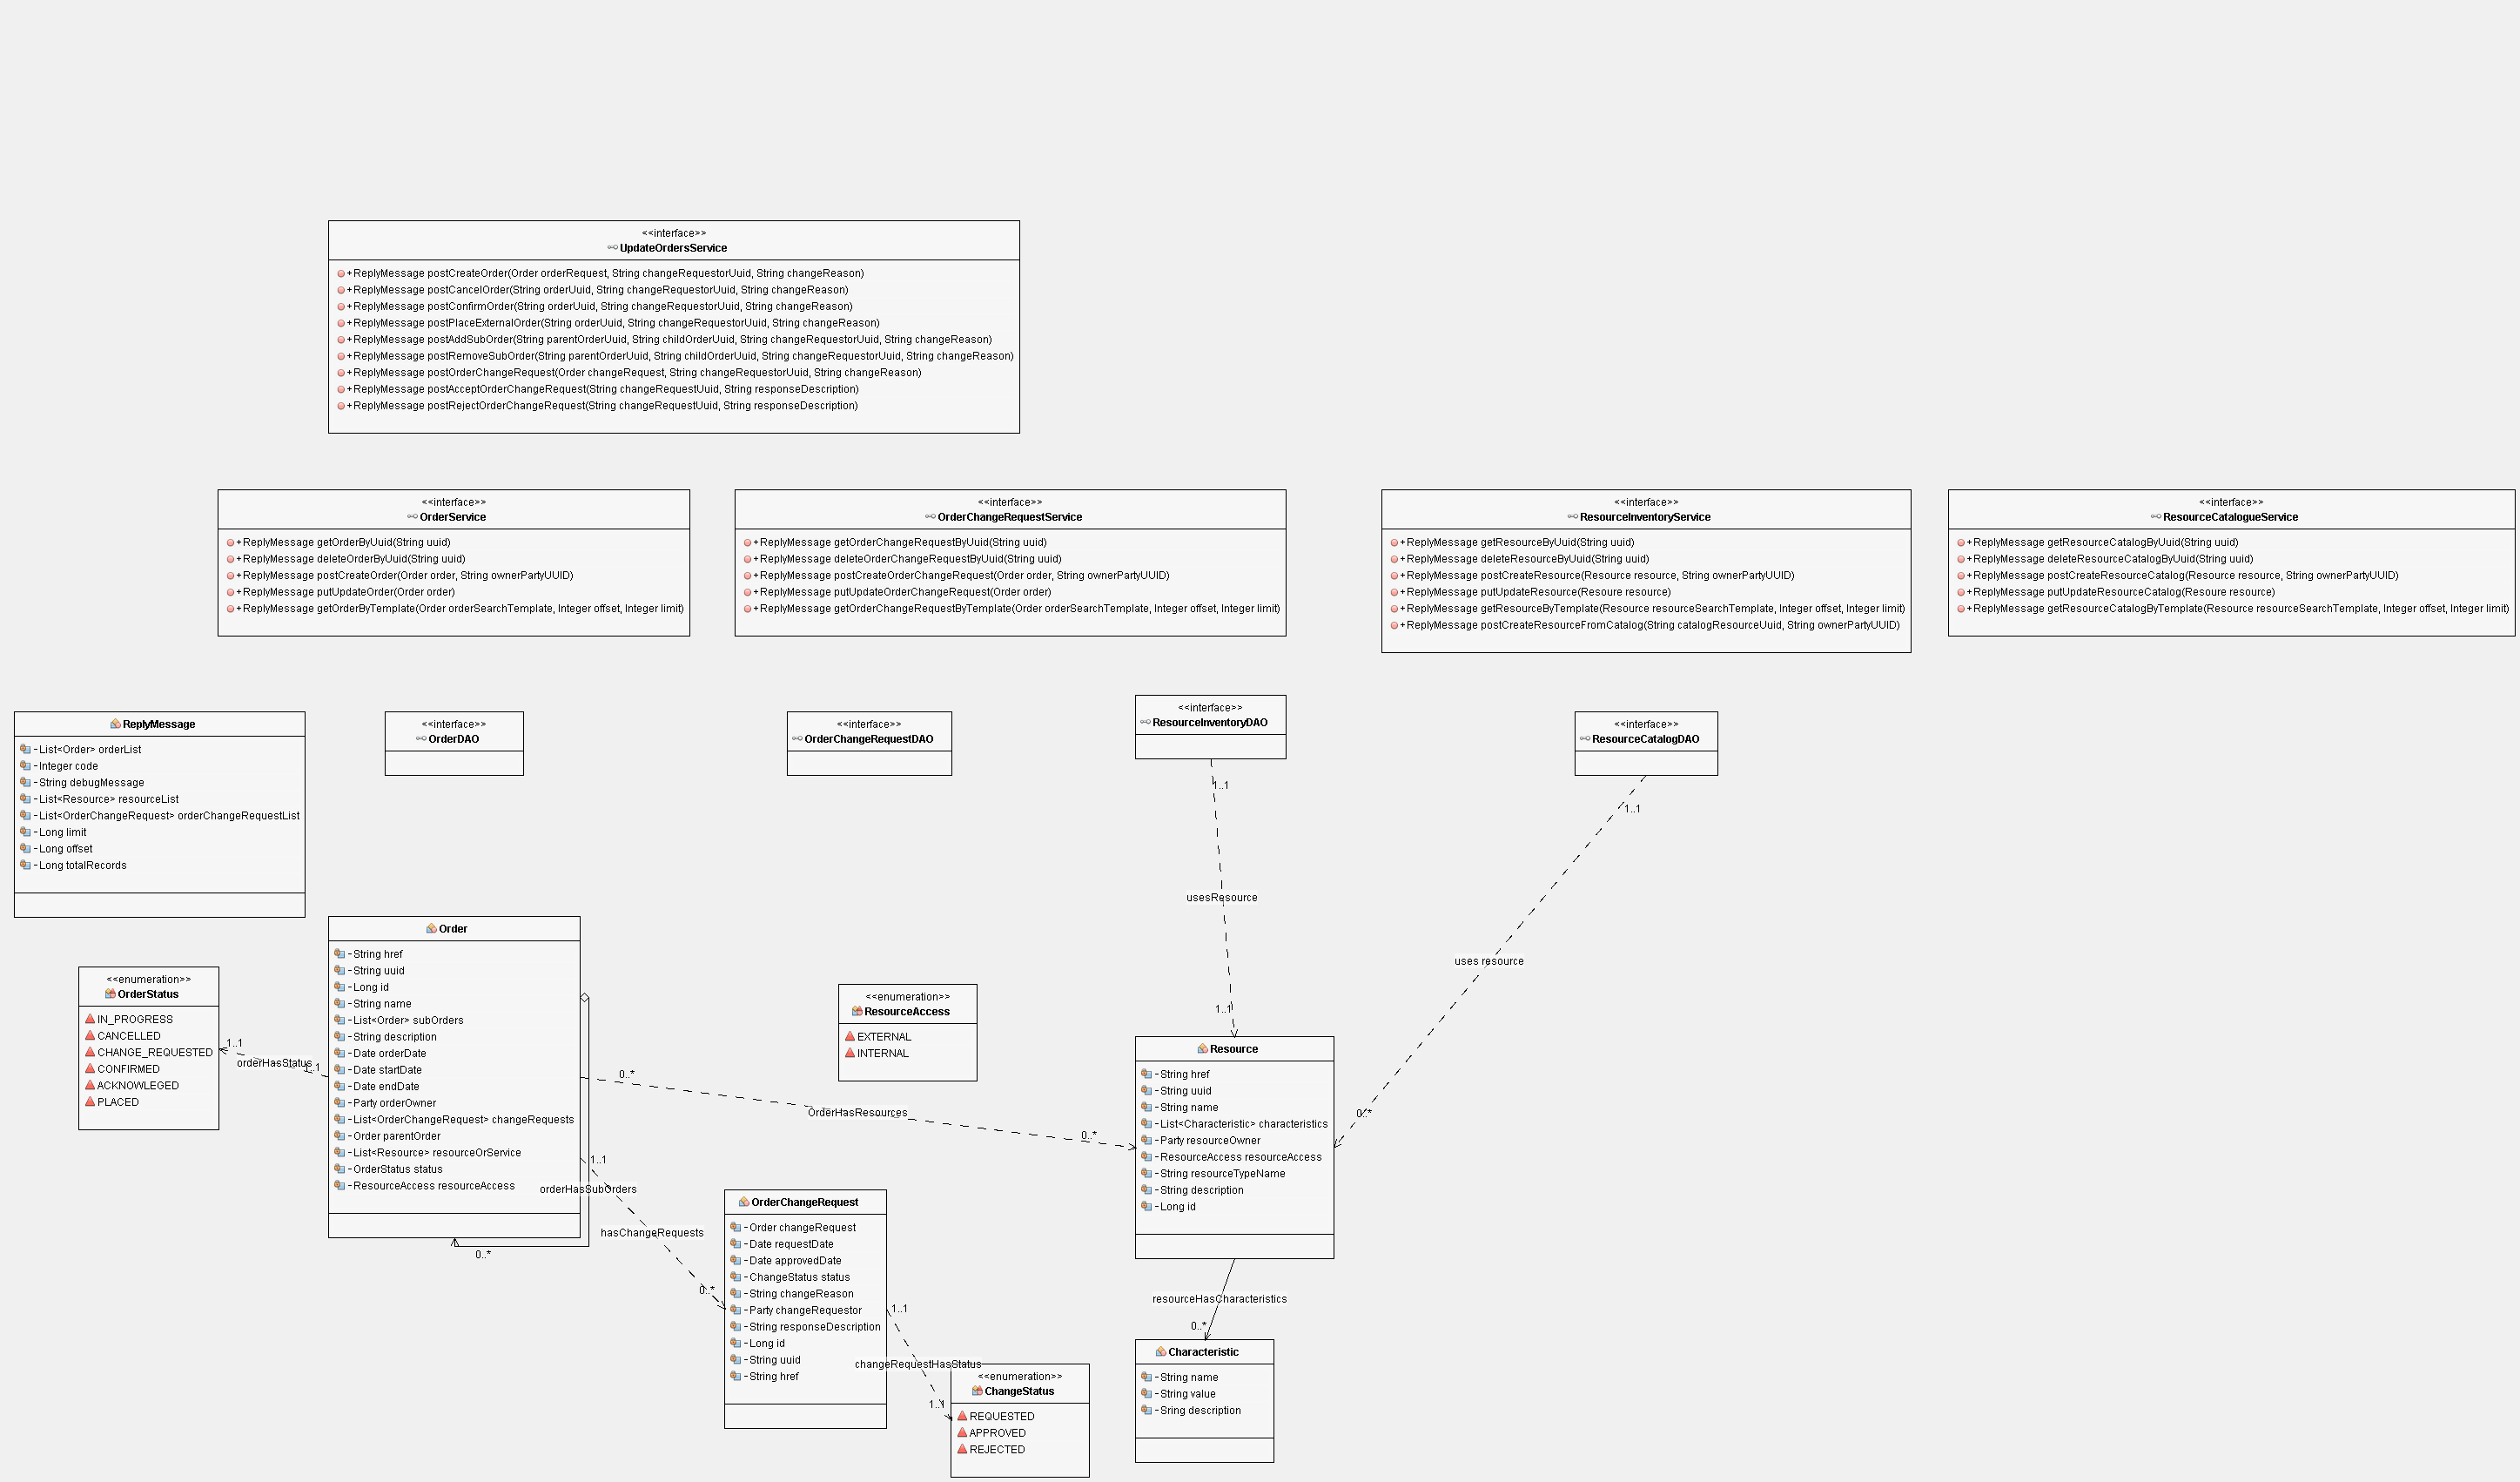 <<interface>>
UpdateOrdersService
+ReplyMessage postCreateOrder(Order orderRequest, String changeRequestorUuid, String changeReason)
+ReplyMessage postCancelOrder(String orderUuid, String changeRequestorUuid, String changeReason)
+ReplyMessage postConfirmOrder(String orderUuid, String changeRequestorUuid, String changeReason)
+ReplyMessage postPlaceExternalOrder(String orderUuid, String changeRequestorUuid, String changeReason)
+ReplyMessage postAddSubOrder(String parentOrderUuid, String childOrderUuid, String changeRequestorUuid, String changeReason)
+ReplyMessage postRemoveSubOrder(String parentOrderUuid, String childOrderUuid, String changeRequestorUuid, String changeReason)
+ReplyMessage postOrderChangeRequest(Order changeRequest, String changeRequestorUuid, String changeReason)
+ReplyMessage postAcceptOrderChangeRequest(String changeRequestUuid, String responseDescription)
+ReplyMessage postRejectOrderChangeRequest(String changeRequestUuid, String responseDescription)
<<interface>>
OrderService
+ReplyMessage getOrderByUuid(String uuid)
+ReplyMessage deleteOrderByUuid(String uuid)
+ReplyMessage postCreateOrder(Order order, String ownerPartyUUID)
+ReplyMessage putUpdateOrder(Order order)
+ReplyMessage getOrderByTemplate(Order orderSearchTemplate, Integer offset, Integer limit)
<<interface>>
OrderChangeRequestService
+ReplyMessage getOrderChangeRequestByUuid(String uuid)
+ReplyMessage deleteOrderChangeRequestByUuid(String uuid)
+ReplyMessage postCreateOrderChangeRequest(Order order, String ownerPartyUUID)
+ReplyMessage putUpdateOrderChangeRequest(Order order)
+ReplyMessage getOrderChangeRequestByTemplate(Order orderSearchTemplate, Integer offset, Integer limit)
<<interface>>
ResourceInventoryService
+ReplyMessage getResourceByUuid(String uuid)
+ReplyMessage deleteResourceByUuid(String uuid)
+ReplyMessage postCreateResource(Resource resource, String ownerPartyUUID)
+ReplyMessage putUpdateResource(Resoure resource)
+ReplyMessage getResourceByTemplate(Resource resourceSearchTemplate, Integer offset, Integer limit)
+ReplyMessage postCreateResourceFromCatalog(String catalogResourceUuid, String ownerPartyUUID)
<<interface>>
ResourceCatalogueService
+ReplyMessage getResourceCatalogByUuid(String uuid)
+ReplyMessage deleteResourceCatalogByUuid(String uuid)
+ReplyMessage postCreateResourceCatalog(Resource resource, String ownerPartyUUID)
+ReplyMessage putUpdateResourceCatalog(Resoure resource)
+ReplyMessage getResourceCatalogByTemplate(Resource resourceSearchTemplate, Integer offset, Integer limit)
ReplyMessage
-List<Order> orderList
-Integer code
-String debugMessage
-List<Resource> resourceList
-List<OrderChangeRequest> orderChangeRequestList
-Long limit
-Long offset
-Long totalRecords
<<interface>>
OrderDAO
<<interface>>
OrderChangeRequestDAO
<<interface>>
ResourceInventoryDAO
<<interface>>
ResourceCatalogDAO
1..1
usesResource
1..1
1..1
uses resource
0..*
<<enumeration>>
OrderStatus
IN_PROGRESS
CANCELLED
CHANGE_REQUESTED
CONFIRMED
ACKNOWLEGED
PLACED
1..1
orderHasStatus
1..1
Order
-String href
-String uuid
-Long id
-String name
-List<Order> subOrders
-String description
-Date orderDate
-Date startDate
-Date endDate
-Party orderOwner
-List<OrderChangeRequest> changeRequests
-Order parentOrder
-List<Resource> resourceOrService
-OrderStatus status
-ResourceAccess resourceAccess
0..*
OrderHasResources
0..*
1..1
orderHasSubOrders
hasChangeRequests
0..*
0..*
<<enumeration>>
ResourceAccess
EXTERNAL
INTERNAL
Resource
-String href
-String uuid
-String name
-List<Characteristic> characteristics
-Party resourceOwner
-ResourceAccess resourceAccess
-String resourceTypeName
-String description
-Long id
OrderChangeRequest
-Order changeRequest
-Date requestDate
-Date approvedDate
-ChangeStatus status
-String changeReason
-Party changeRequestor
-String responseDescription
-Long id
-String uuid
-String href
1..1
changeRequestHasStatus
1..1
<<enumeration>>
ChangeStatus
REQUESTED
APPROVED
REJECTED
resourceHasCharacteristics
0..*
Characteristic
-String name
-String value
-Sring description